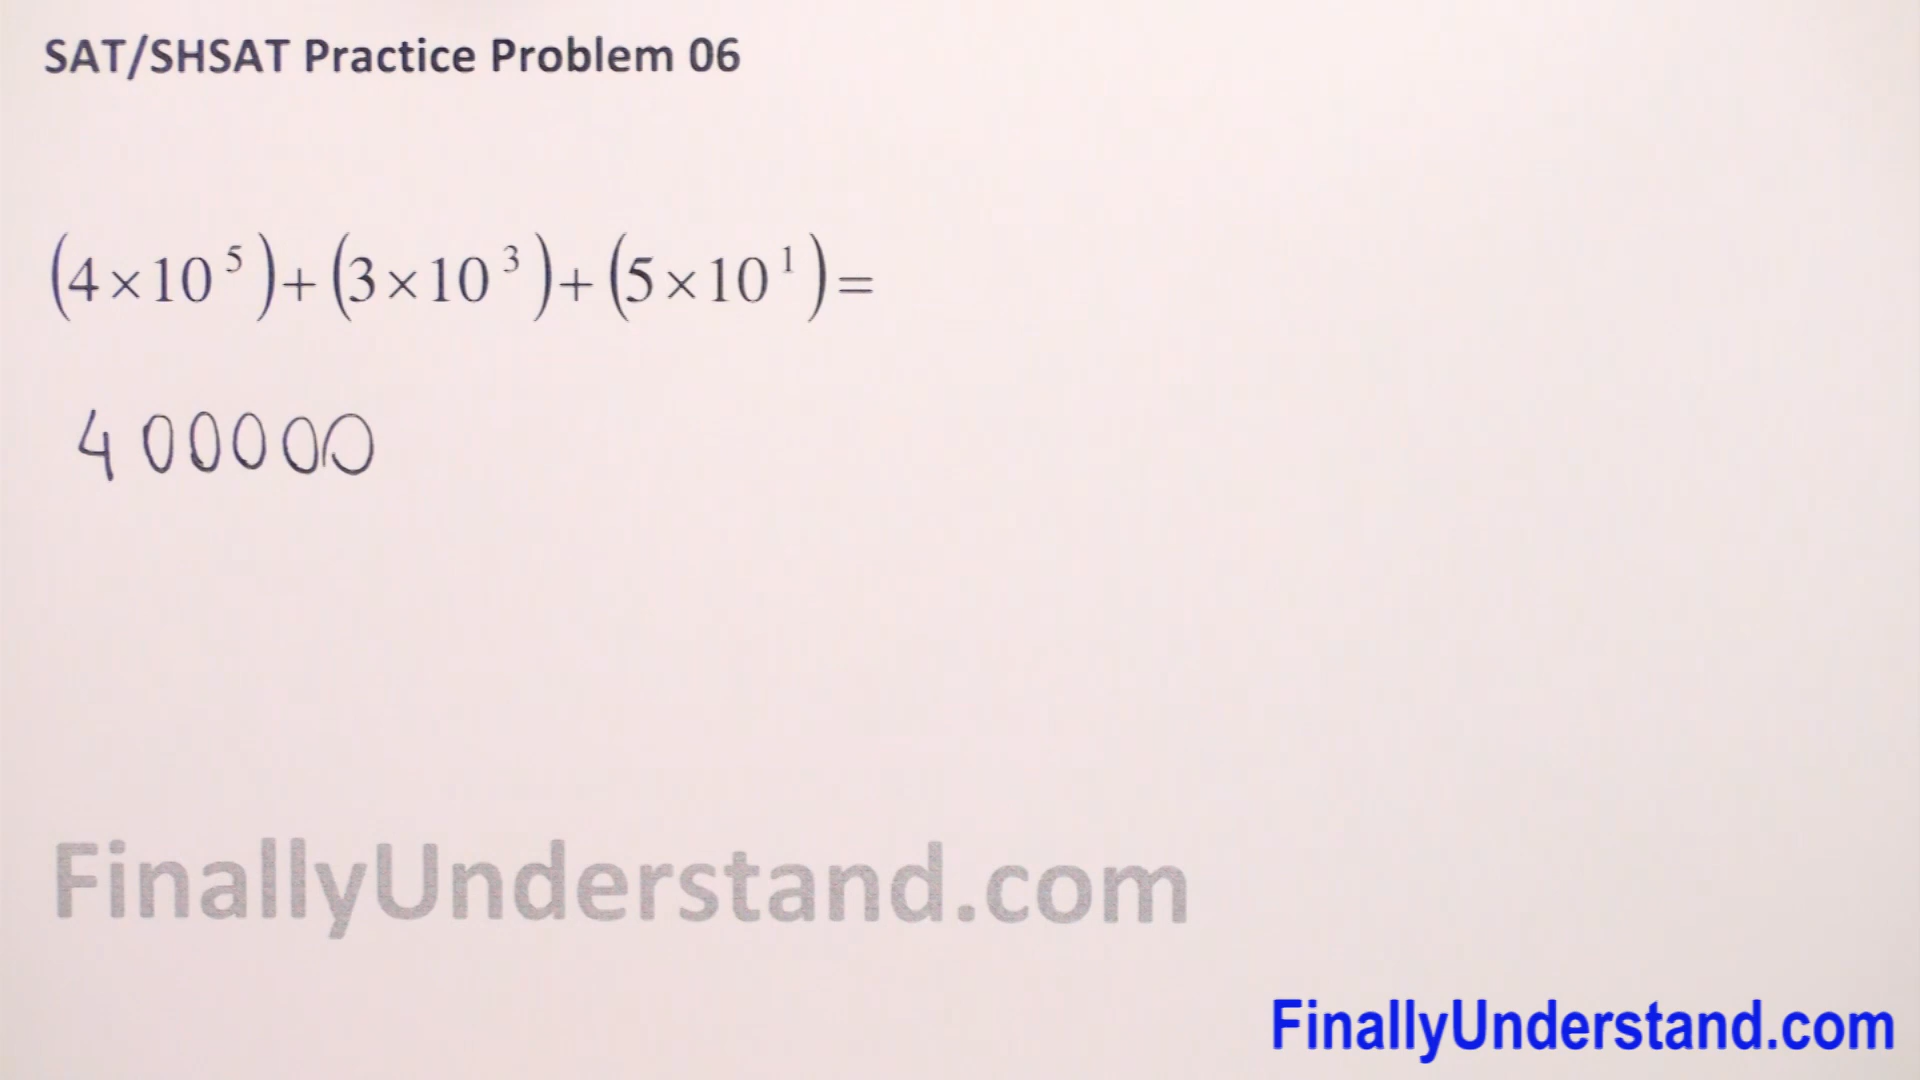 SAT/SHSAT Practice Problem 06
(4×10⁵)+(3×10³)+(5×10¹)=
400000
FinallyUnderstand.com
FinallyUnderstand.com